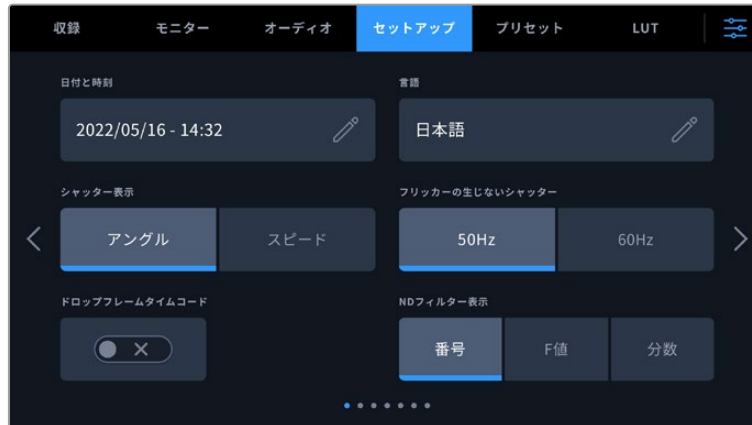 収録 モニター オーディオ セットアップ プリセット LUT
日付と時刻 言語
2022/05/16 - 14:32 日本語
シャッター表示 フリッカーの生じないシャッター
アングル スピード 50Hz 60Hz
ドロップフレームタイムコード NDフィルター表示
番号 F値 分数